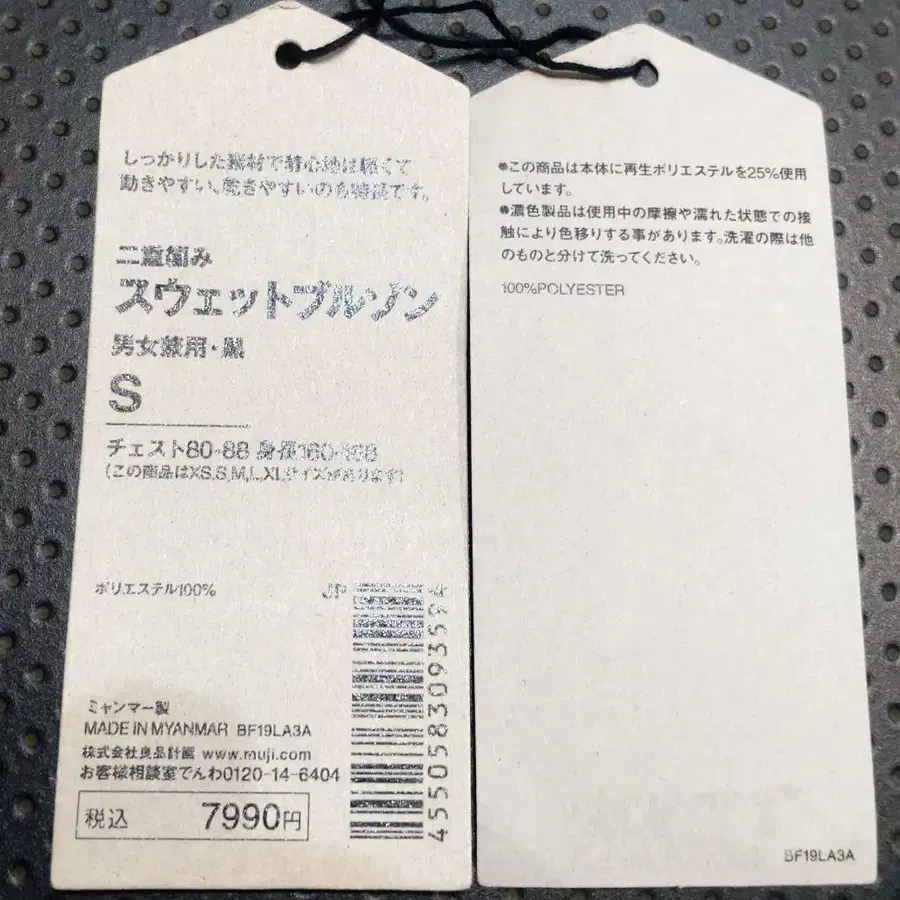 しっかりした素材で着心地は軽くて
動きやすい、乾きやすいのも特長です。
二重編み
スウェットブルゾン
男女兼用・黒
S
チェスト80-88 身長160-168
(この商品はXS,S,M,L,XLサイズがあります)
ポリエステル100%
JP
4550583093594
ミャンマー製
MADE IN MYANMAR BF19LA3A
株式会社良品計画 www.muji.com
お客様相談室でんわ0120-14-6404
税込 7990円
●この商品は本体に再生ポリエステルを25%使用
しています。
●濃色製品は使用中の摩擦や濡れた状態での接
触により色移りする事があります。洗濯の際は他
のものと分けて洗ってください。
100%POLYESTER
BF19LA3A